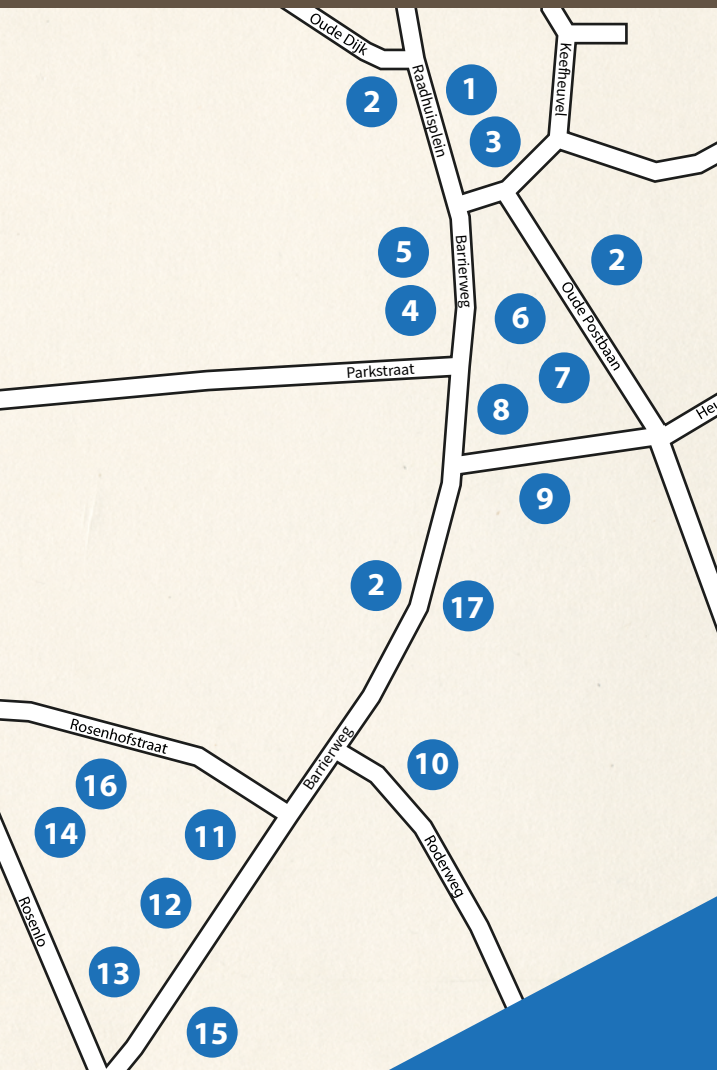 Oude Dijk
Keefheuvel
Raadhuisplein
1
2
3
Barrierweg
5
2
4
6
Oude Postbaan
Parkstraat
7
8
9
2
17
Rosenhofstraat
Barrierweg
10
16
14
11
Roderweg
12
Rosenlo
13
15